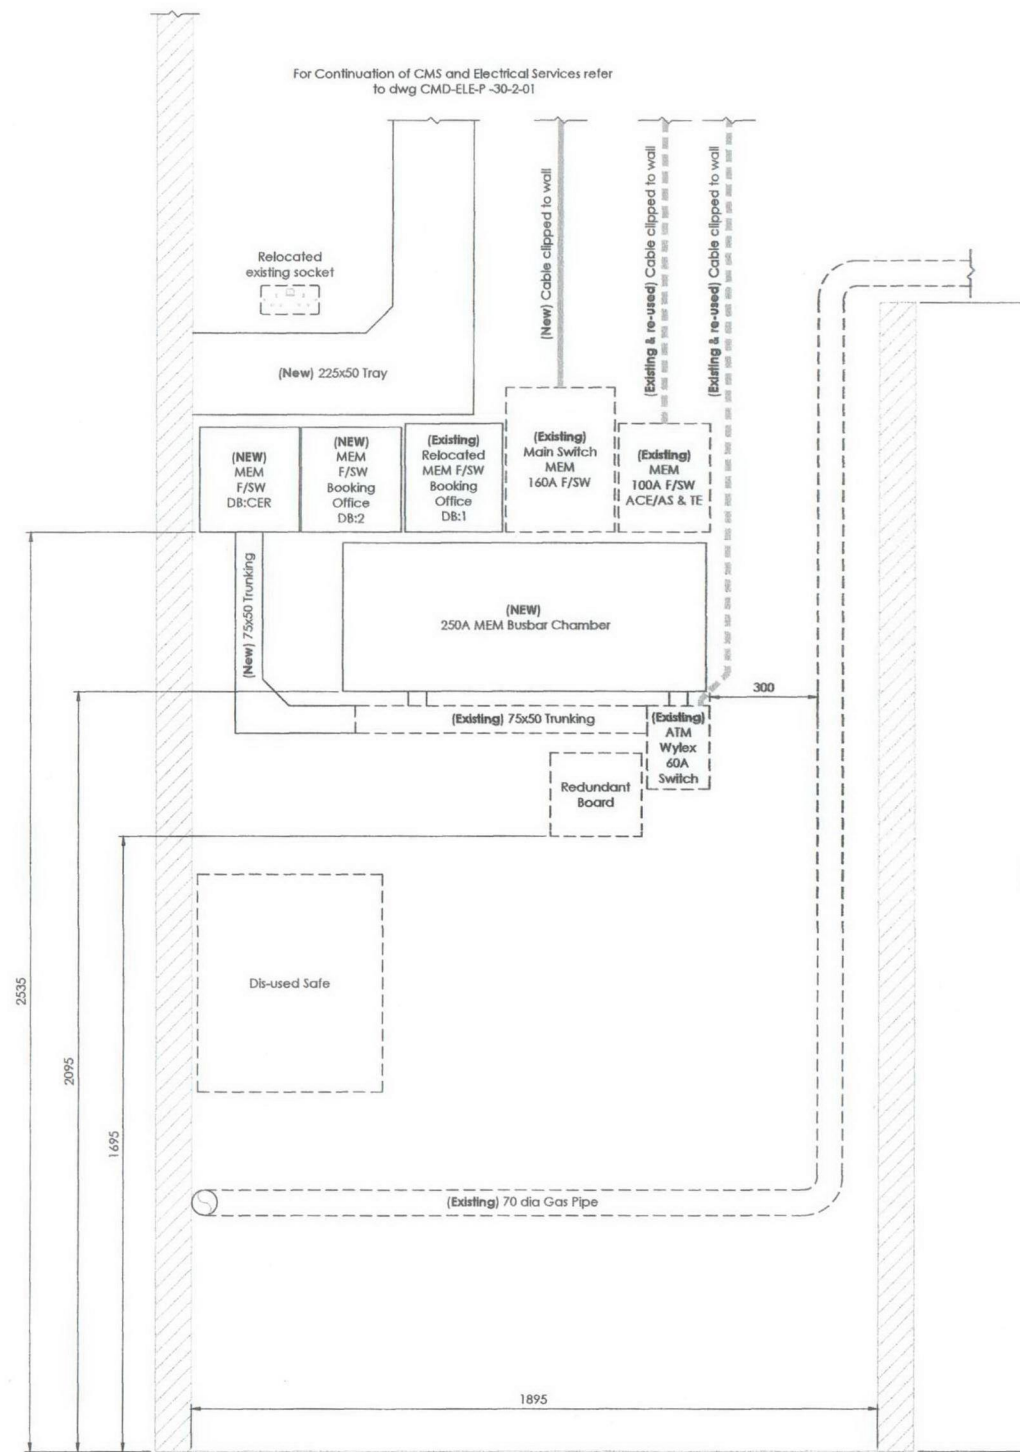 For Continuation of CMS and Electrical Services refer
to dwg CMD-ELE-P -30-2-01
(New) Cable clipped to wall
(Existing & re-used) Cable clipped to wall
(Existing & re-used) Cable clipped to wall
Relocated
existing socket
(New) 225x50 Tray
(NEW)
MEM
F/SW
DB:CER
(NEW)
MEM
F/SW
Booking
Office
DB:2
(Existing)
Relocated
MEM F/SW
Booking
Office
DB:1
(Existing)
Main Switch
MEM
160A F/SW
(Existing)
MEM
100A F/SW
ACE/AS & TE
(New) 75x50 Trunking
(NEW)
250A MEM Busbar Chamber
300
(Existing) 75x50 Trunking
(Existing)
ATM
Wylex
60A
Switch
Redundant
Board
Dis-used Safe
2535
2095
1695
(Existing) 70 dia Gas Pipe
1895